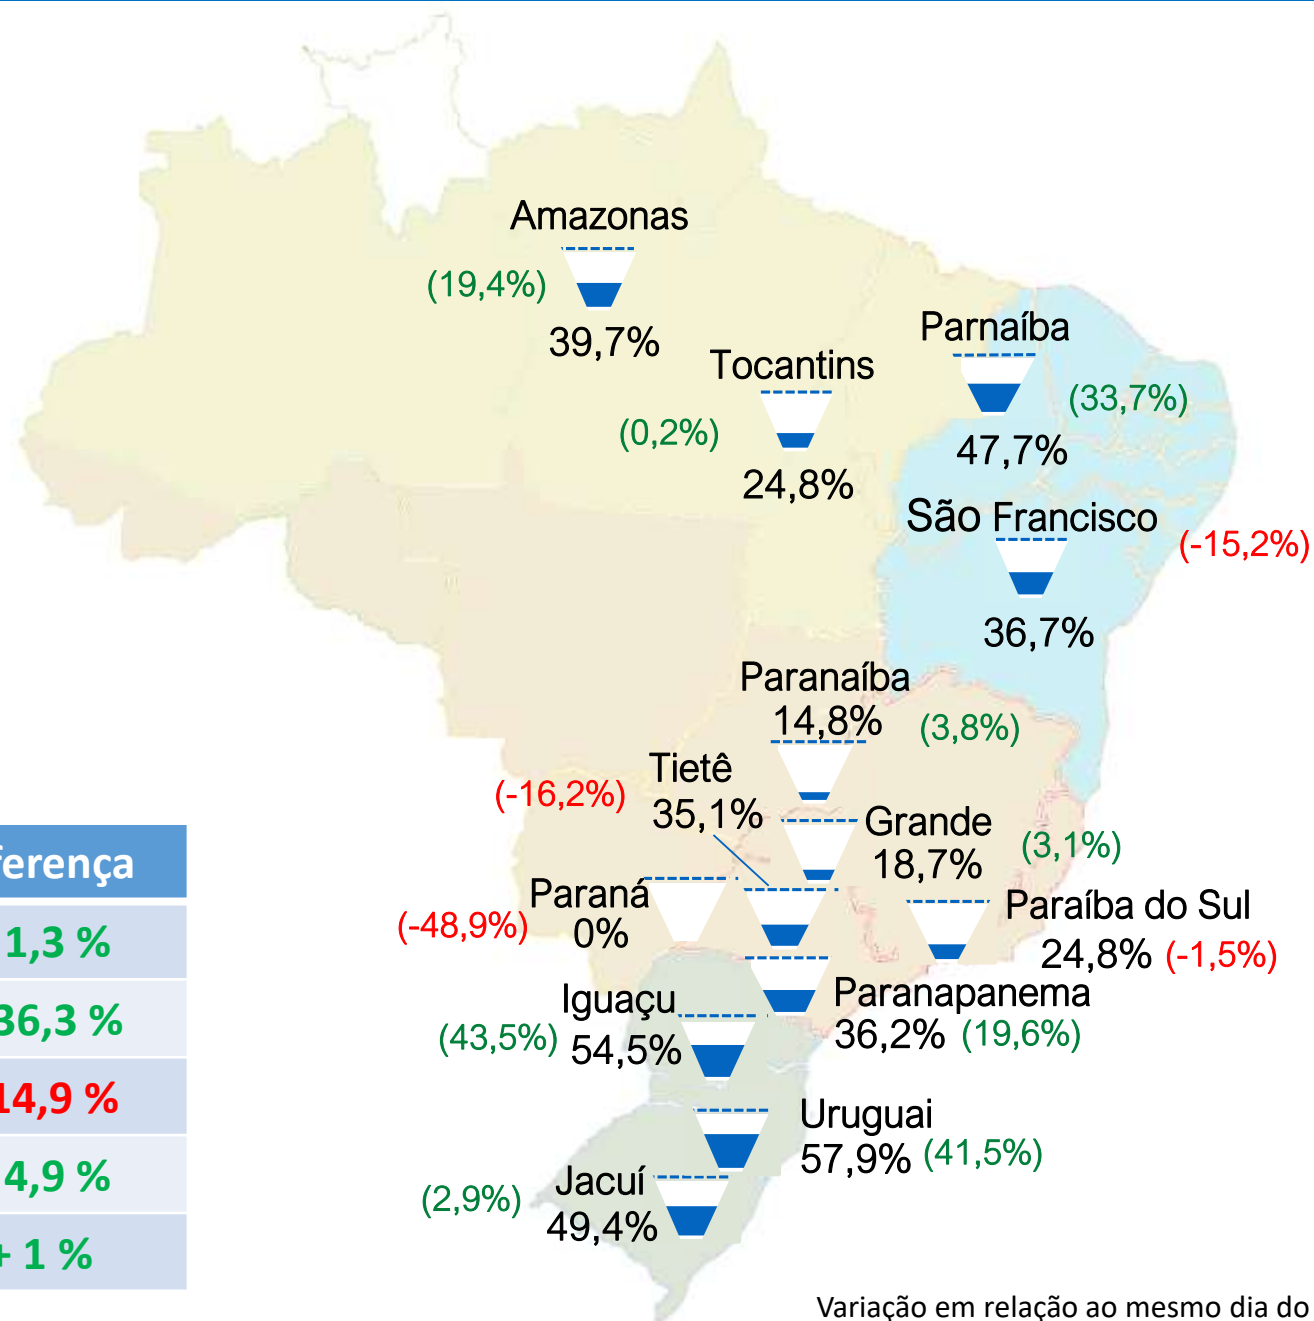 Amazonas
(19,4%)
39,7%
Parnaíba
(33,7%)
47,7%
Tocantins
(0,2%)
24,8%
São Francisco
(-15,2%)
36,7%
Paranaíba
14,8%
(3,8%)
Tietê
(-16,2%)
35,1%
Grande
18,7%
(3,1%)
Paraná
(-48,9%)
0%
Paraíba do Sul
24,8% (-1,5%)
Iguaçu
(43,5%) 54,5%
Paranapanema
36,2% (19,6%)
Uruguai
57,9% (41,5%)
Jacuí
(2,9%)
49,4%
ferença
1,3 %
36,3 %
14,9 %
4,9 %
+ 1 %
Variação em relação ao mesmo dia do